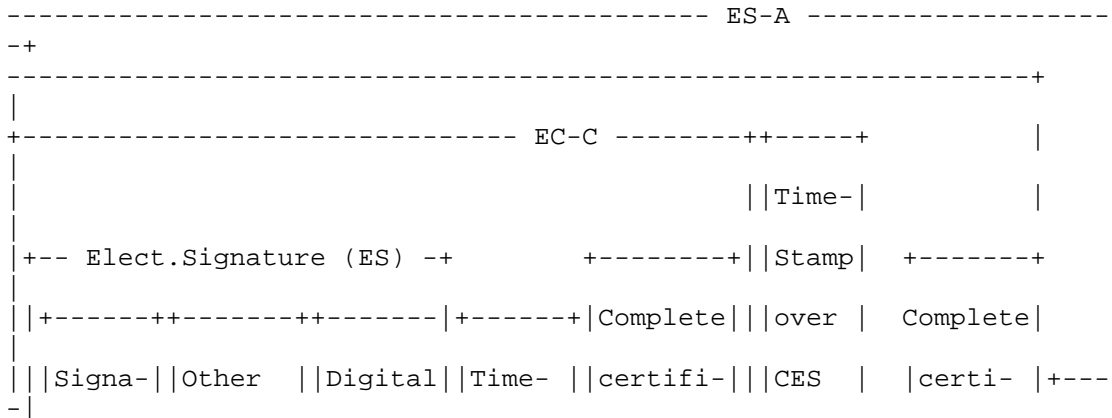 -------------------------------------------- ES-A -------------------
-+
----------------------------------------------------------------+
|
+------------------------------- EC-C --------++-----+          |
|
|                                             ||Time-|          |
|
|+-- Elect.Signature (ES) -+        +--------+||Stamp|  +-------+
|
||+------++-------++-------|+------+|Complete|||over |  Complete|
|
|||Signa-||Other  ||Digital||Time- ||certifi-|||CES  |  |certi- |+---
-|